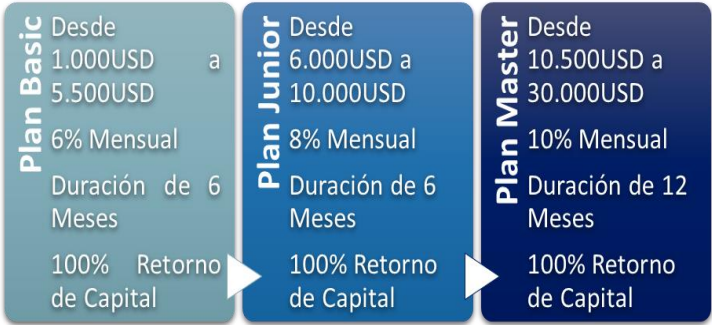 Plan Basic
Desde
1.000USD a
5.500USD
6% Mensual
Duración de 6
Meses
100% Retorno
de Capital
Plan Junior
Desde
6.000USD a
10.000USD
8% Mensual
Duración de 6
Meses
100% Retorno
de Capital
Plan Master
Desde
10.500USD a
30.000USD
10% Mensual
Duración de 12
Meses
100% Retorno
de Capital